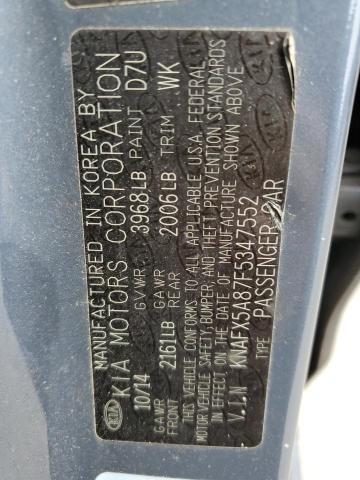 MANUFACTURED IN KOREA BY
KIA KIA MOTORS CORPORATION
10/14 GVWR 3968LB PAINT D7U
GAWR FRONT 2161LB GAWR REAR 2006LB TRIM WK
THIS VEHICLE CONFORMS TO ALL APPLICABLE U.S.A. FEDERAL
MOTOR VEHICLE SAFETY, BUMPER, AND THEFT PREVENTION STANDARDS
IN EFFECT ON THE DATE OF MANUFACTURE SHOWN ABOVE
V.I.N KNAFX5A87F5347552
TYPE PASSENGER CAR